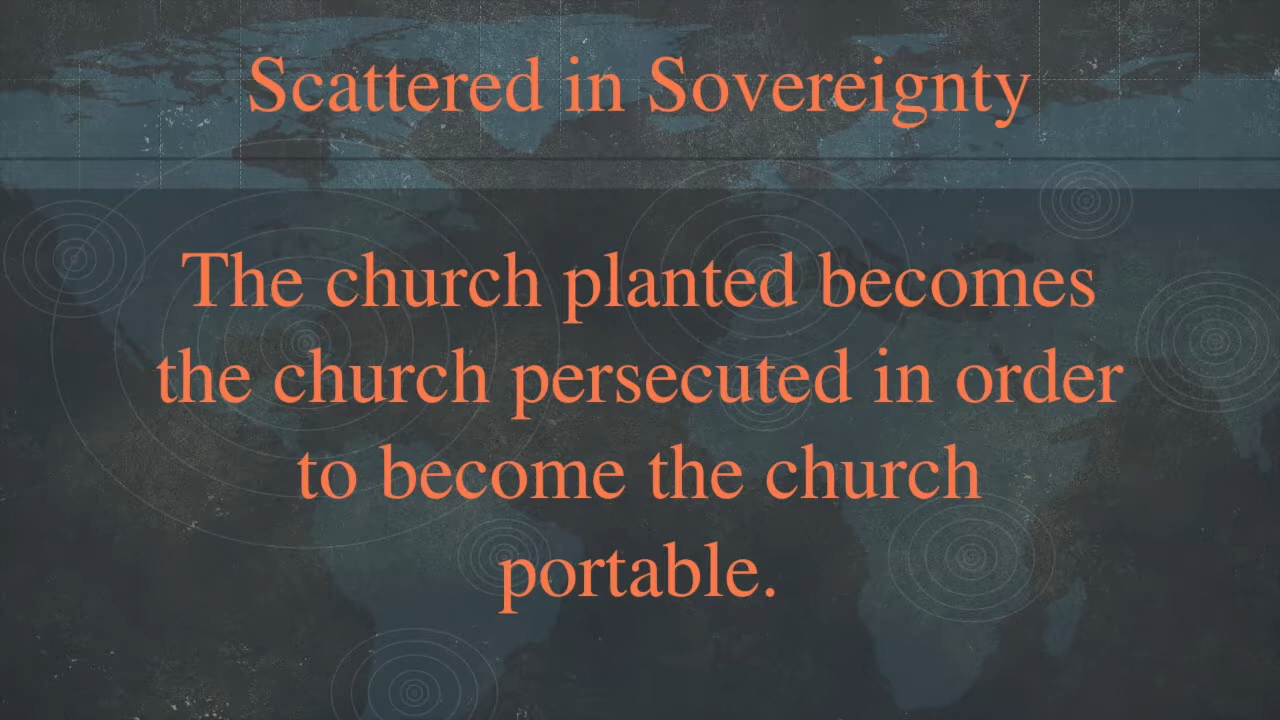 Scattered in Sovereignty
The church planted becomes
the church persecuted in order
to become the church
portable.